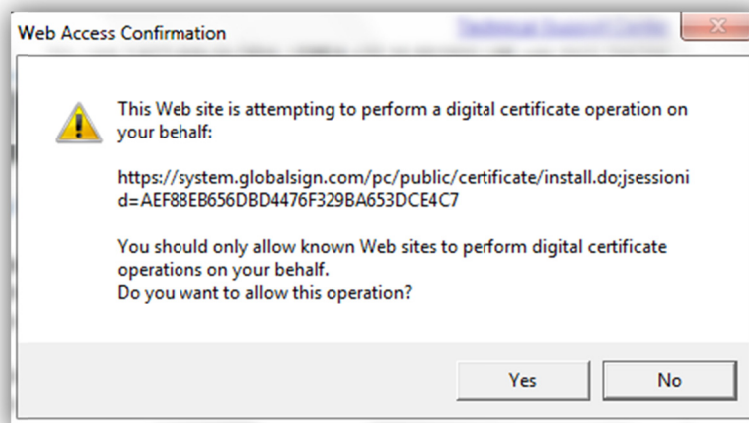 Web Access Confirmation
This Web site is attempting to perform a digital certificate operation on
your behalf:
https://system.globalsign.com/pc/public/certificate/install.do;jsessioni
d=AEF88EB656DBD4476F329BA653DCE4C7
You should only allow known Web sites to perform digital certificate
operations on your behalf.
Do you want to allow this operation?
Yes
No